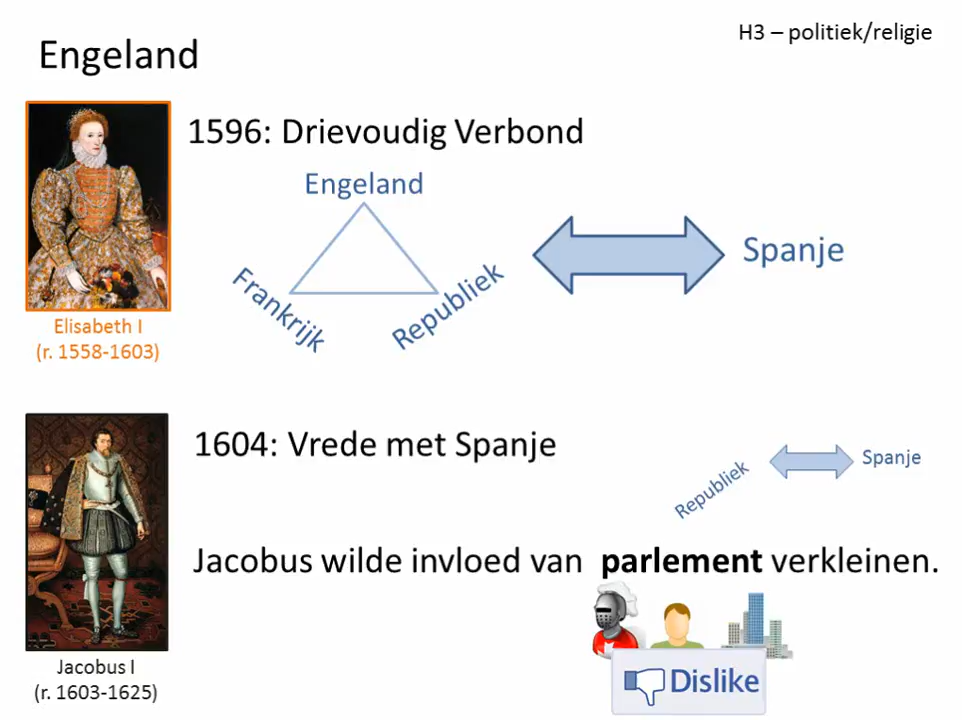 H3 – politiek/religie
Engeland
1596: Drievoudig Verbond
Engeland
Frankrijk
Republiek
Spanje
Elisabeth I
(r. 1558-1603)
1604: Vrede met Spanje
Republiek
Spanje
Jacobus wilde invloed van parlement verkleinen.
Dislike
Jacobus I
(r. 1603-1625)